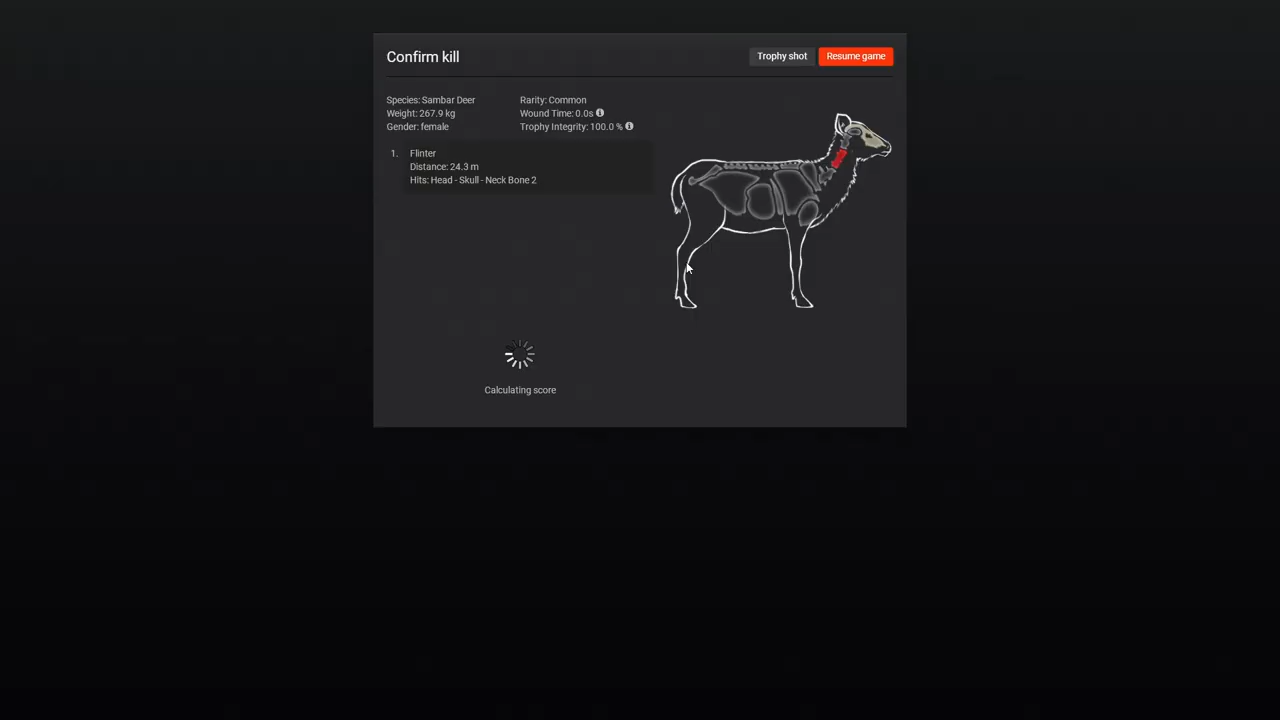 Confirm kill
Trophy shot
Resume game
Species: Sambar Deer
Weight: 267.9 kg
Gender: female
Rarity: Common
Wound Time: 0.0s
Trophy Integrity: 100.0 %
1. Flinter
Distance: 24.3 m
Hits: Head - Skull - Neck Bone 2
Calculating score